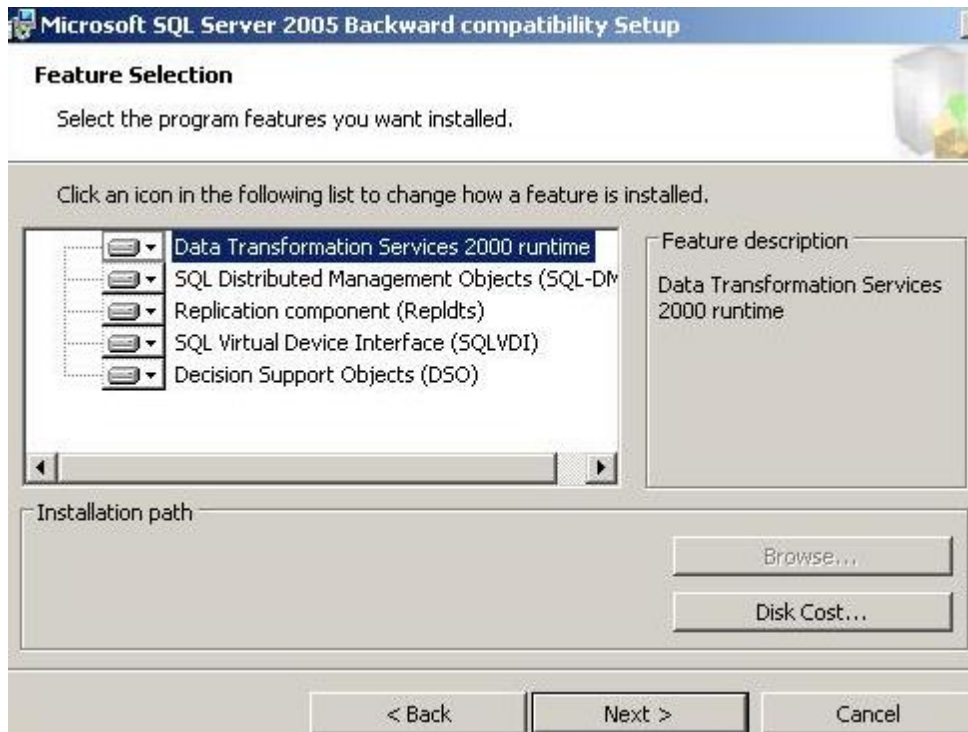 Microsoft SQL Server 2005 Backward compatibility Setup
Feature Selection
Select the program features you want installed.
Click an icon in the following list to change how a feature is installed.
Data Transformation Services 2000 runtime
SQL Distributed Management Objects (SQL-DM
Replication component (Repldts)
SQL Virtual Device Interface (SQLVDI)
Decision Support Objects (DSO)
Feature description
Data Transformation Services
2000 runtime
Installation path
Browse...
Disk Cost...
< Back
Next >
Cancel